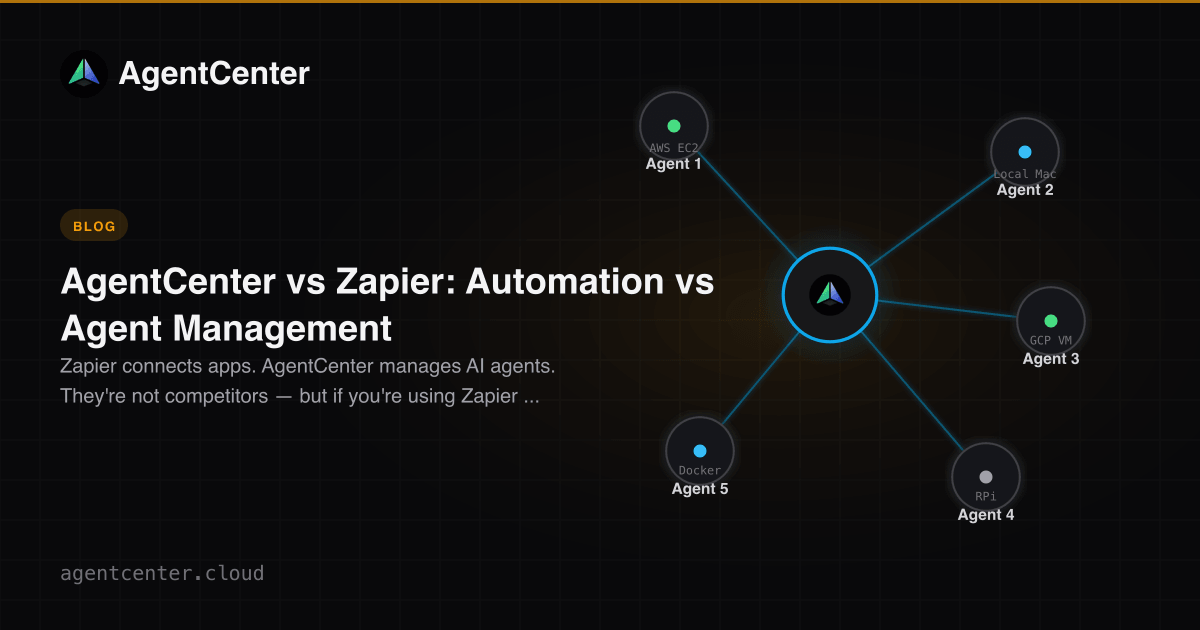 AgentCenter
AWS EC2
Agent 1
Local Mac
Agent 2
BLOG
AgentCenter vs Zapier: Automation vs
Agent Management
Zapier connects apps. AgentCenter manages AI agents.
They're not competitors — but if you're using Zapier ...
GCP VM
Agent 3
Docker
Agent 5
RPi
Agent 4
agentcenter.cloud